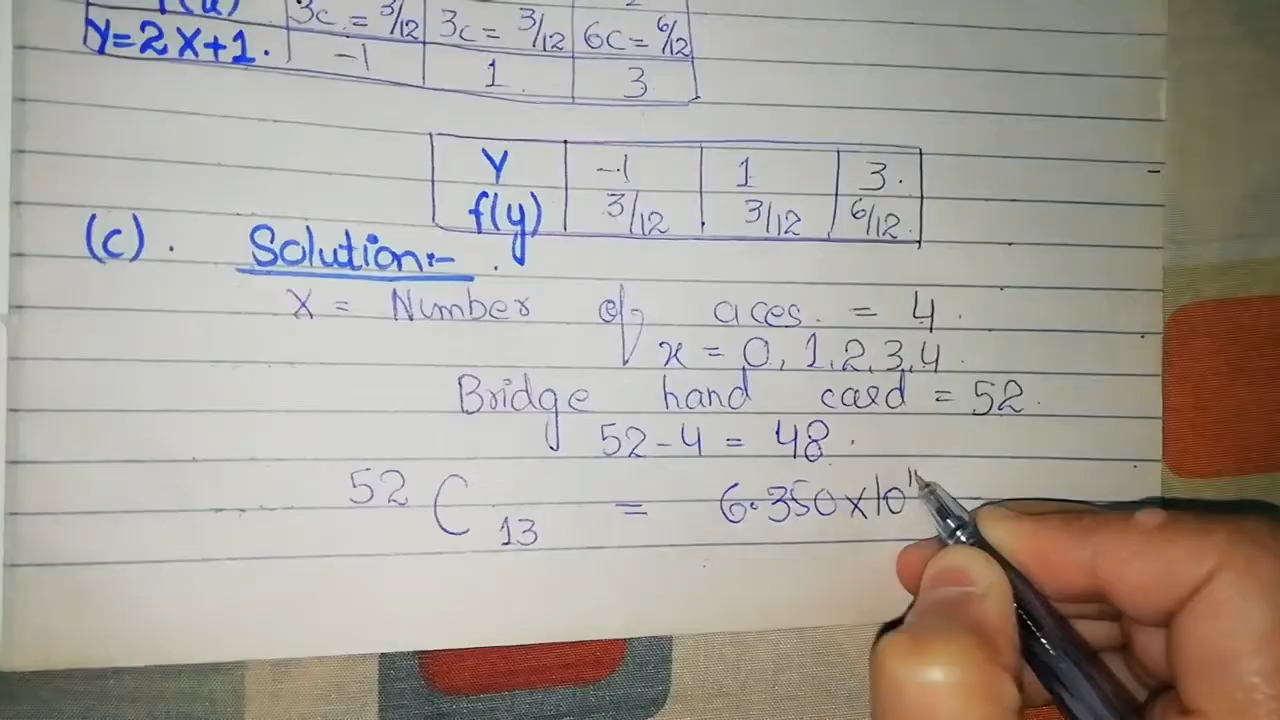 3c = 3/12 3c = 3/12 6c = 6/12
Y=2X+1. -1 1 3
Y -1 1 3.
f(y) 3/12 3/12 6/12.
(c). Solution:-
X = Number of aces. = 4.
x = 0, 1, 2, 3, 4.
Bridge hand card = 52.
52-4 = 48.
52 C 13 = 6.350x10 1